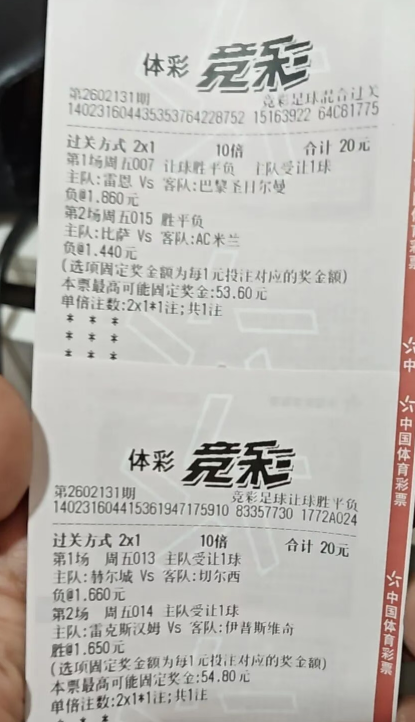 体彩 竞彩
第2602131期 竞彩足球混合过关
140231604435353764228752 15163922 64C81775
过关方式 2x1 10倍 合计 20元
第1场周五007 让球胜平负 主队受让1球
主队:雷恩 Vs 客队:巴黎圣日尔曼
负@1.860元
第2场周五015 胜平负
主队:比萨 Vs 客队:AC米兰
负@1.440元
(选项固定奖金额为每1元投注对应的奖金额)
本票最高可能固定奖金:53.60元
单倍注数:2x1*1注;共1注
* * *
* * *
* * *
体彩 竞彩
第2602131期 竞彩足球让球胜平负
140231604415361947175910 83357730 1772A024
过关方式 2x1 10倍 合计 20元
第1场 周五013 主队受让1球
主队:赫尔城 Vs 客队:切尔西
负@1.660元
第2场 周五014 主队受让1球
主队:雷克斯汉姆 Vs 客队:伊普斯维奇
胜@1.650元
(选项固定奖金额为每1元投注对应的奖金额)
本票最高可能固定奖金:54.80元
单倍注数:2x1*1注;共1注
* * *
中国体育彩票
中国体育彩票